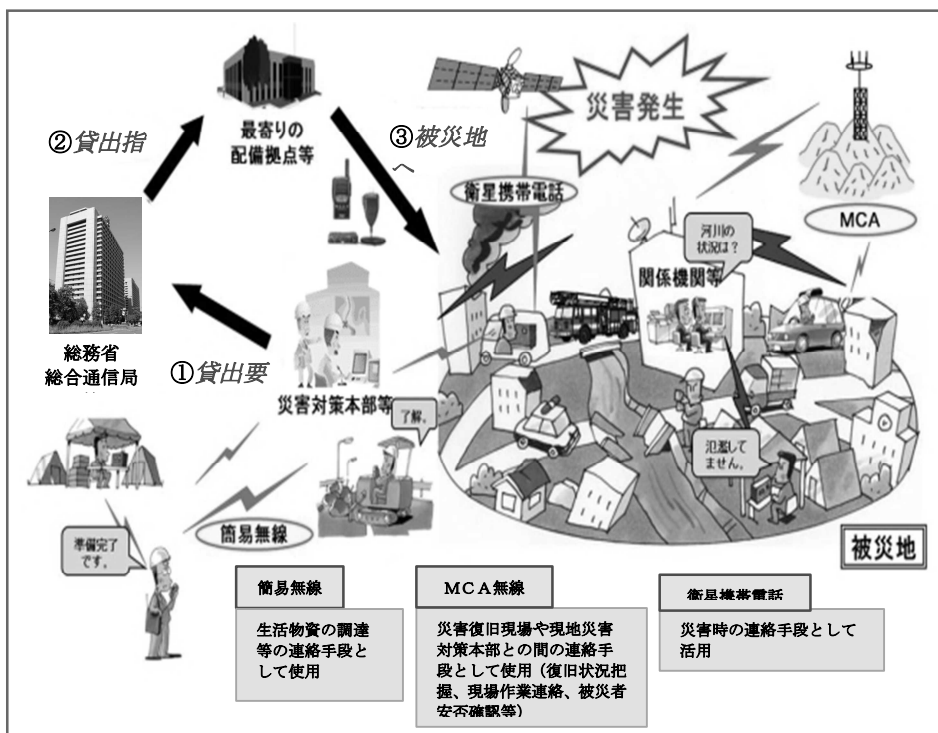 災害発生
②貸出指
最寄りの
配備拠点等
③被災地
へ
衛星携帯電話
MCA
河川の
状況は?
関係機関等
総務省
総合通信局
①貸出要
災害対策本部等
了解。
氾濫して
ません。
簡易無線
準備完了
です。
被災地
簡易無線
生活物資の調達
等の連絡手段と
して使用
MCA無線
災害復旧現場や現地災害
対策本部との間の連絡手
段として使用(復旧状況把
握、現場作業連絡、被災者
安否確認等)
衛星携帯電話
災害時の連絡手段として
活用